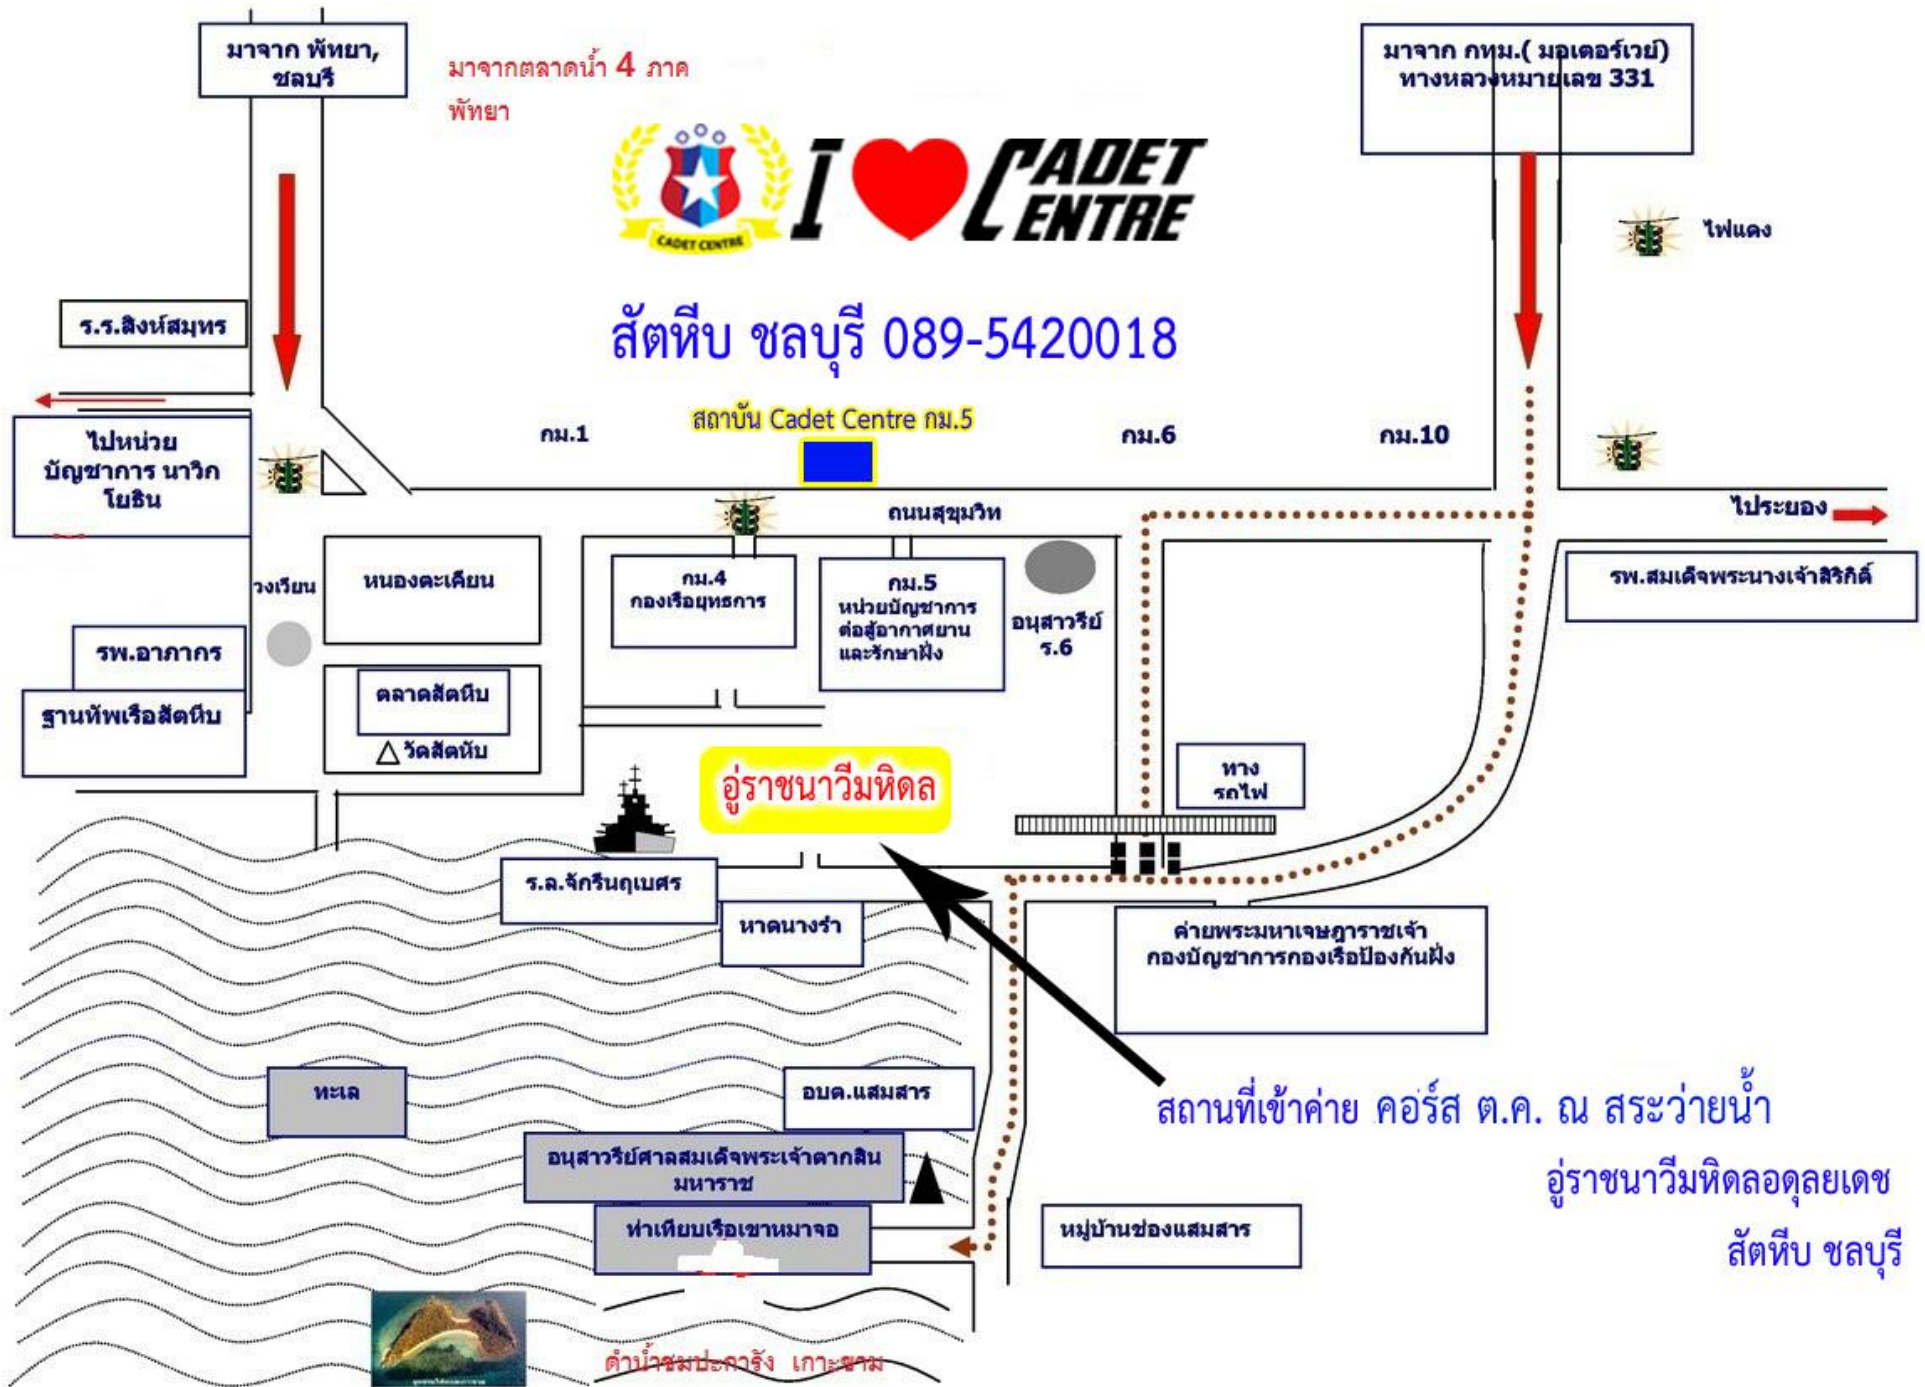 มาจาก พัทยา,
ชลบุรี
มาจากตลาดน้ำ 4 ภาค
พัทยา
มาจาก กทม.( มอเตอร์เวย์)
ทางหลวงหมายเลข 331
CADET CENTRE
I CADET
CENTRE
ไฟแดง
ร.ร.สิงห์สมุทร
สัตหีบ ชลบุรี 089-5420018
ไปหน่วย
บัญชาการ นาวิก
โยธิน
กม.1
สถาบัน Cadet Centre กม.5
กม.6
กม.10
ถนนสุขุมวิท
ไประยอง
วงเวียน
หนองตะเคียน
กม.4
กองเรือยุทธการ
กม.5
หน่วยบัญชาการ
ต่อสู้อากาศยาน
และรักษาฝั่ง
อนุสาวรีย์
ร.6
รพ.สมเด็จพระนางเจ้าสิริกิติ์
รพ.อาภากร
ฐานทัพเรือสัตหีบ
ตลาดสัตหีบ
วัดสัตหีบ
อู่ราชนาวีมหิดล
ทาง
รถไฟ
ร.ล.จักรีนฤเบศร
หาดนางรำ
ค่ายพระมหาเจษฎาราชเจ้า
กองบัญชาการกองเรือป้องกันฝั่ง
ทะเล
อบต.แสมสาร
สถานที่เข้าค่าย คอร์ส ต.ค. ณ สระว่ายน้ำ
อู่ราชนาวีมหิดลอดุลยเดช
สัตหีบ ชลบุรี
อนุสาวรีย์ศาลสมเด็จพระเจ้าตากสิน
มหาราช
ท่าเทียบเรือเขาหมาจอ
หมู่บ้านช่องแสมสาร
ดำน้ำชมปะการัง เกาะขาม